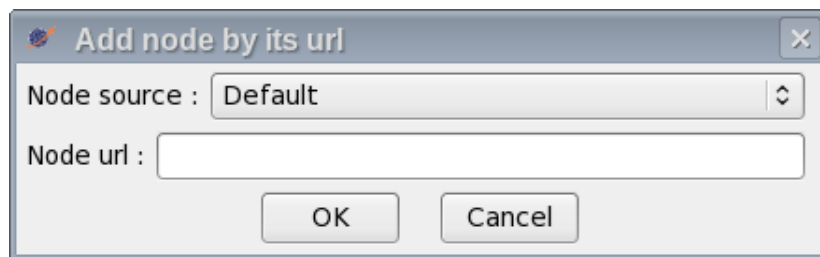 Add node by its url
Node source : Default
Node url :
OK Cancel